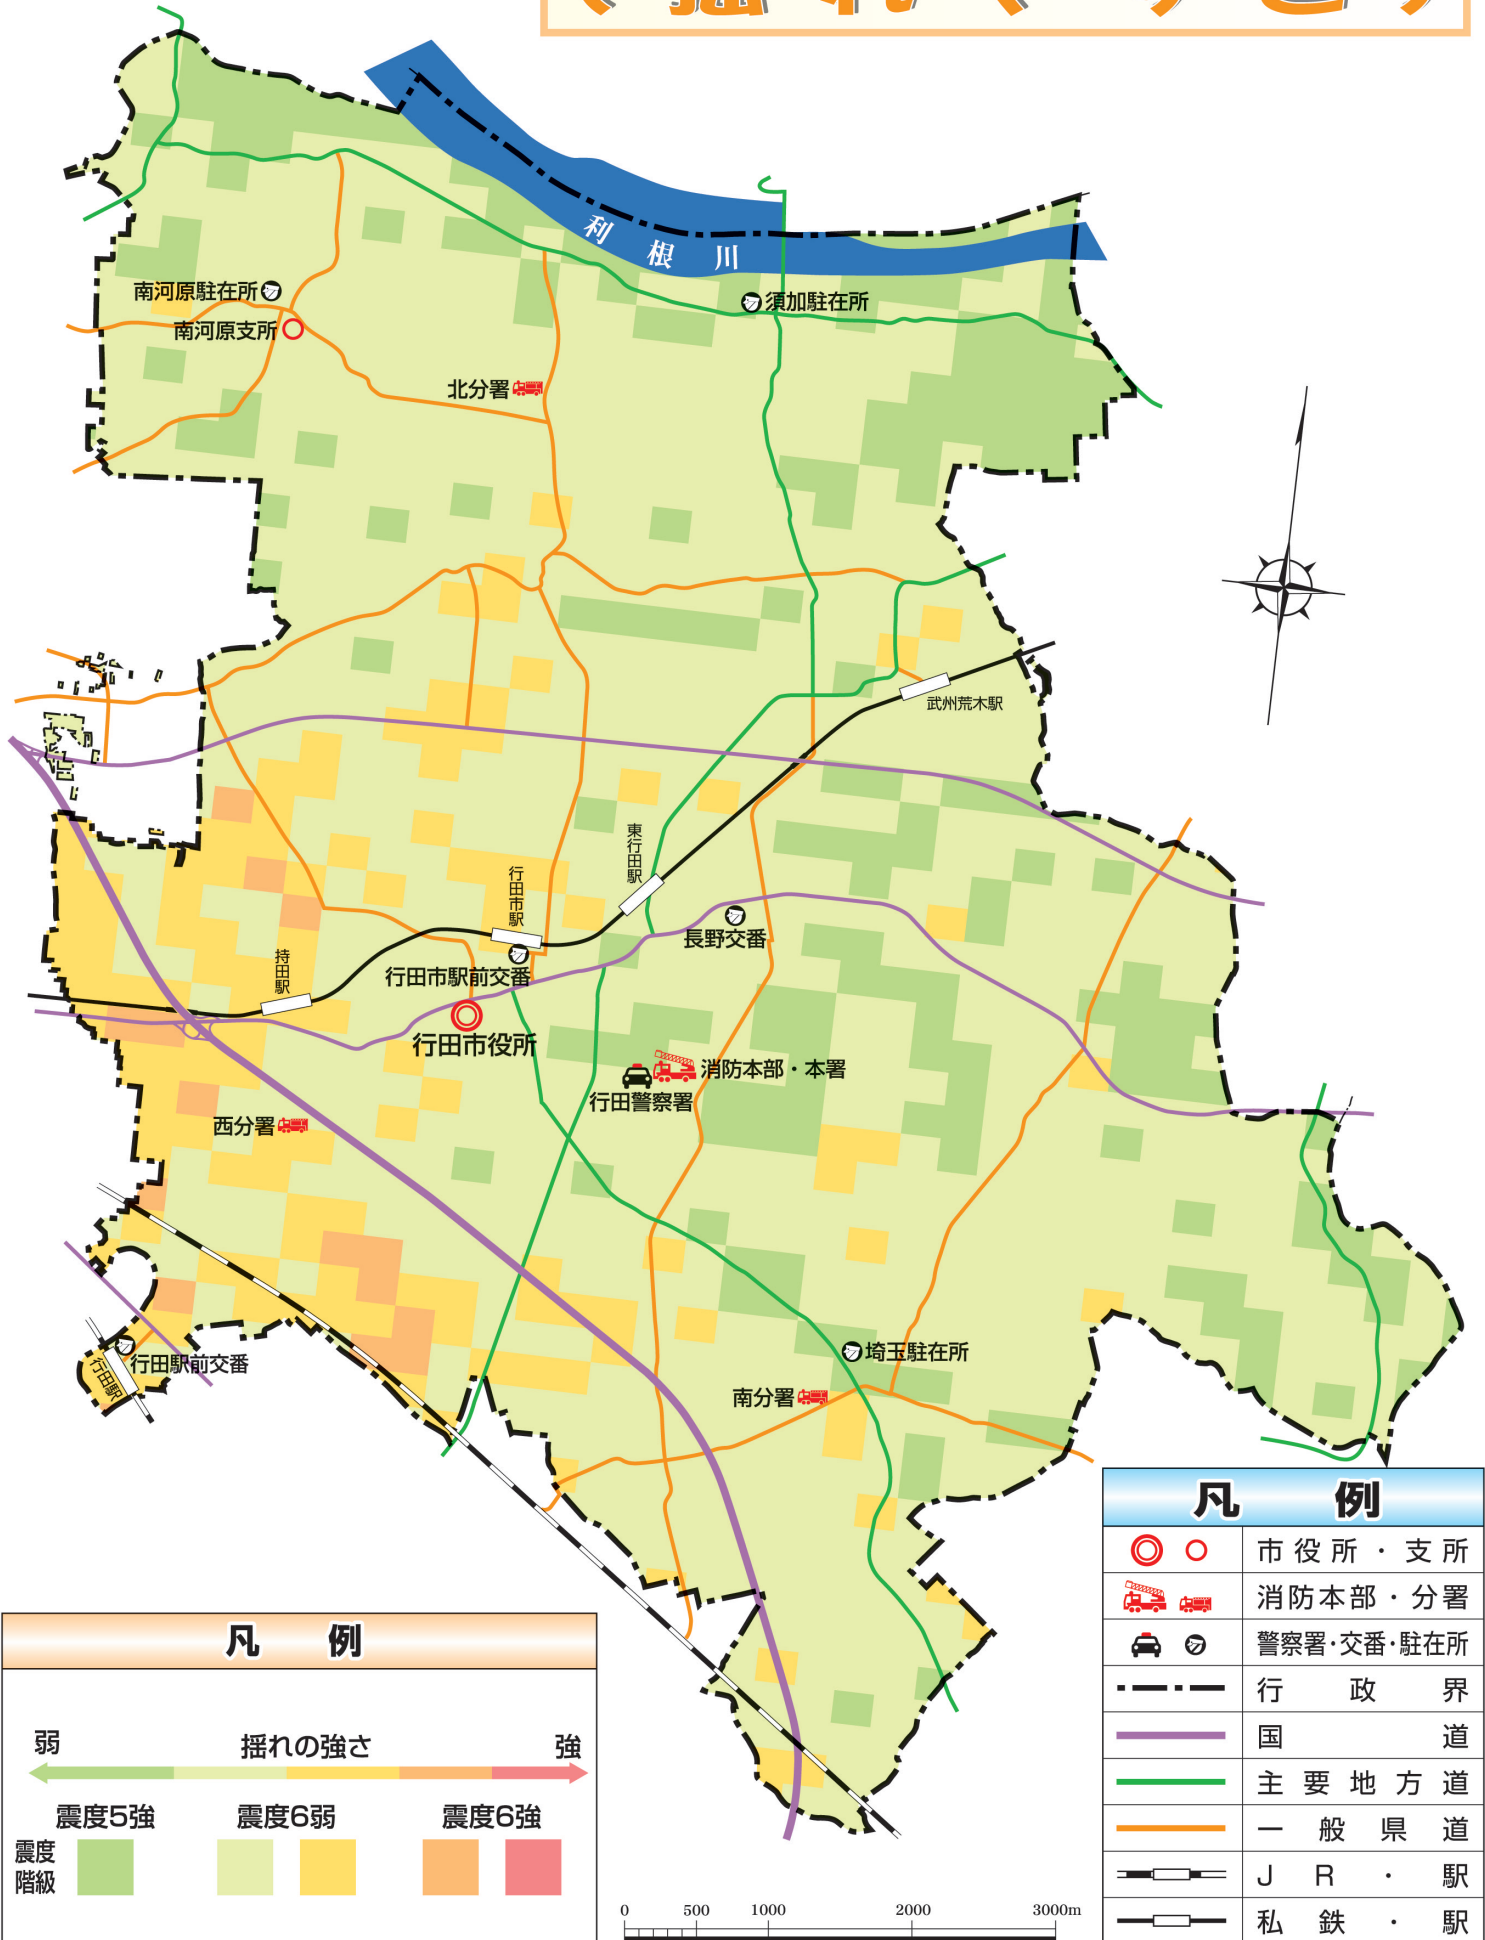 利根川
南河原駐在所
須加駐在所
南河原支所
北分署
武州荒木駅
東行田駅
行田市駅
長野交番
持田駅
行田市駅前交番
行田市役所
消防本部・本署
行田警察署
西分署
埼玉駐在所
行田駅前交番
行田駅
南分署
凡例
市役所・支所
消防本部・分署
警察署・交番・駐在所
行政界
国道
主要地方道
一般県道
JR・駅
私鉄・駅
凡例
弱 揺れの強さ 強
震度5強 震度6弱 震度6強
震度
階級
0 500 1000 2000 3000m